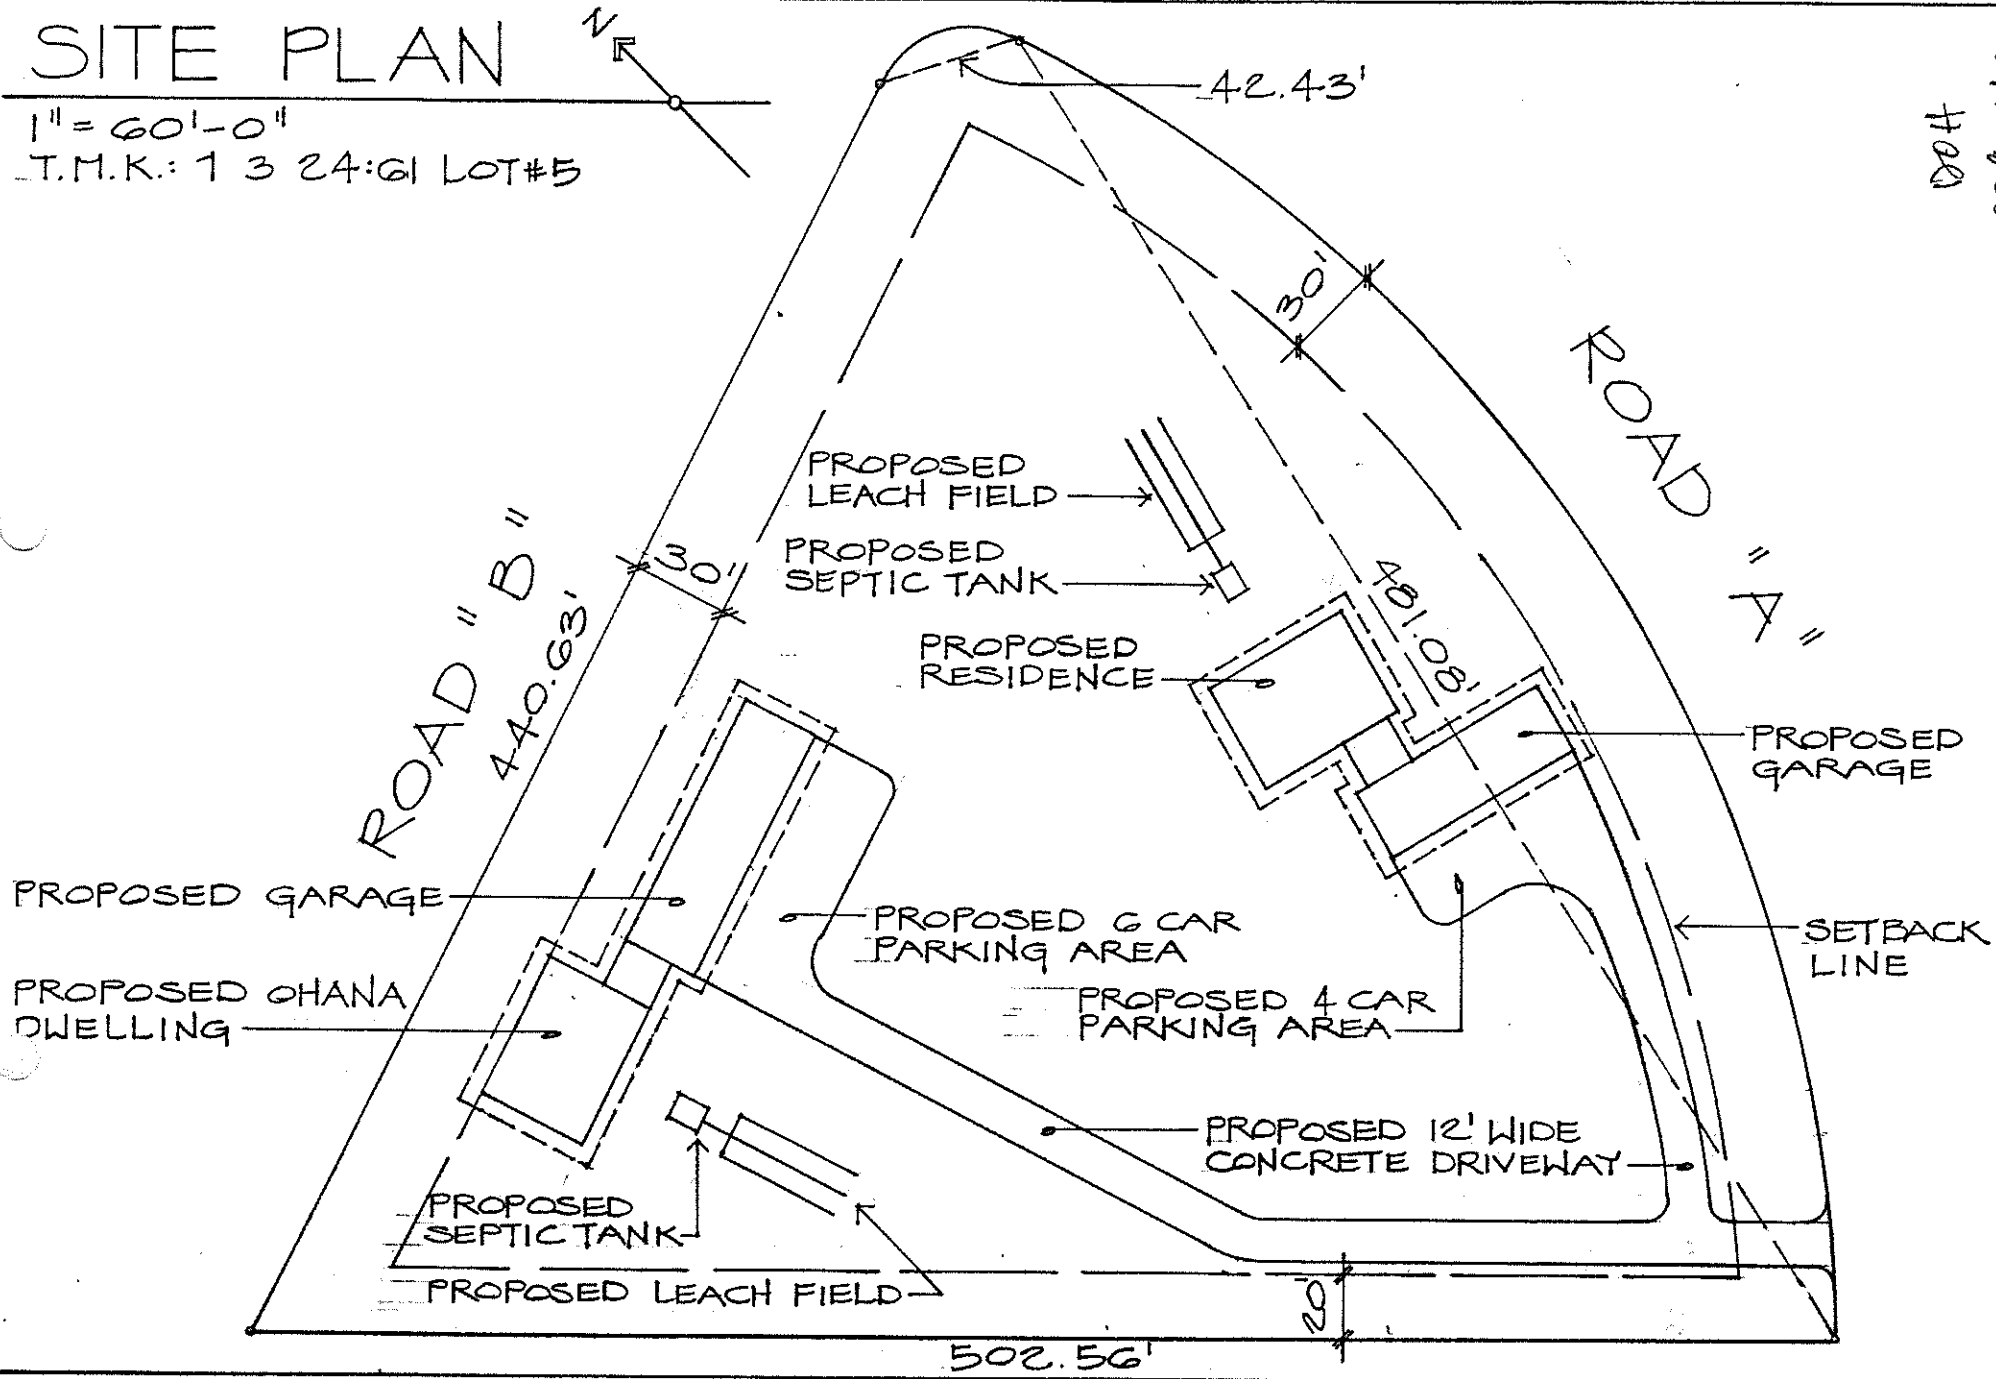 SITE PLAN
N
1" = 60'-0"
T.M.K.: 7 3 24:61 LOT#5
42.43'
30'
ROAD "A"
PROPOSED
LEACH FIELD
PROPOSED
SEPTIC TANK
30'
ROAD "B"
440.63'
481.08'
PROPOSED
RESIDENCE
PROPOSED
GARAGE
PROPOSED GARAGE
PROPOSED 6 CAR
PARKING AREA
SETBACK
LINE
PROPOSED OHANA
DWELLING
PROPOSED 4 CAR
PARKING AREA
PROPOSED 12' WIDE
CONCRETE DRIVEWAY
PROPOSED
SEPTIC TANK
PROPOSED LEACH FIELD
20'
502.56'